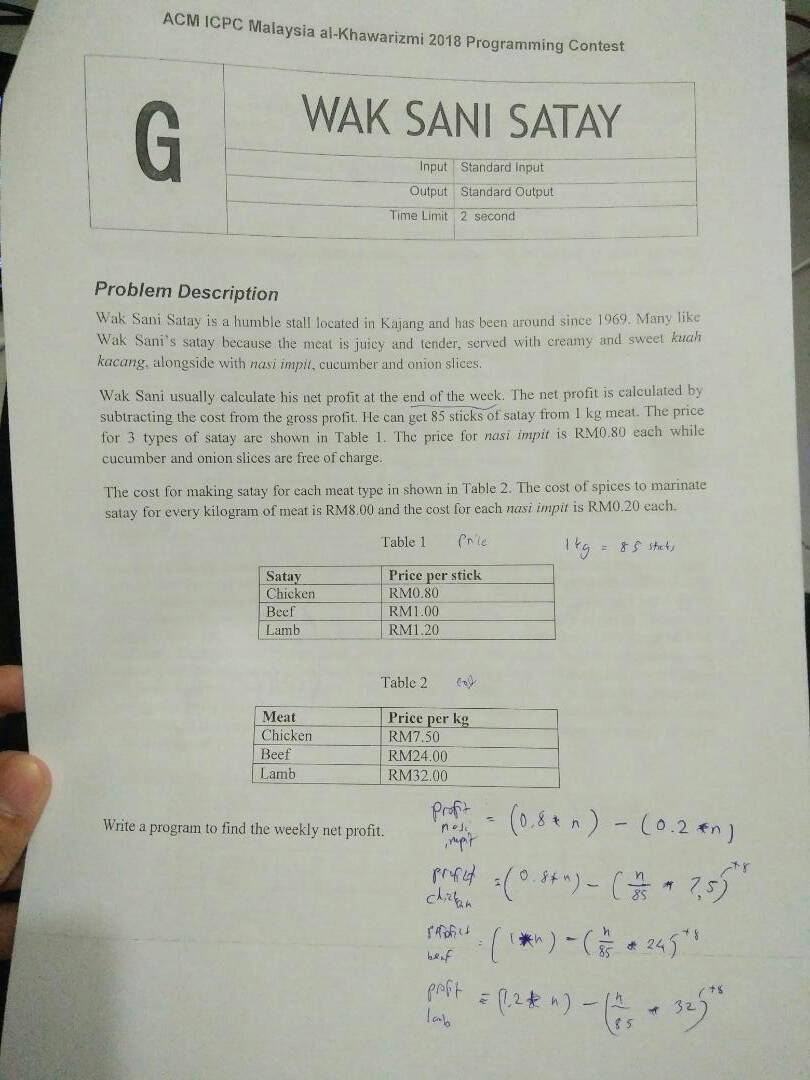 ACM ICPC Malaysia al-Khawarizmi 2018 Programming Contest
G
WAK SANI SATAY
Input Standard Input
Output Standard Output
Time Limit 2 second
Problem Description
Wak Sani Satay is a humble stall located in Kajang and has been around since 1969. Many like
Wak Sani's satay because the meat is juicy and tender, served with creamy and sweet kuah
kacang, alongside with nasi impit, cucumber and onion slices.
Wak Sani usually calculate his net profit at the end of the week. The net profit is calculated by
subtracting the cost from the gross profit. He can get 85 sticks of satay from 1 kg meat. The price
for 3 types of satay are shown in Table 1. The price for nasi impit is RM0.80 each while
cucumber and onion slices are free of charge.
The cost for making satay for each meat type in shown in Table 2. The cost of spices to marinate
satay for every kilogram of meat is RM8.00 and the cost for each nasi impit is RM0.20 each.
Table 1 Price 1 kg = 85 sticks
Satay Price per stick
Chicken RM0.80
Beef RM1.00
Lamb RM1.20
Table 2 cost
Meat Price per kg
Chicken RM7.50
Beef RM24.00
Lamb RM32.00
Write a program to find the weekly net profit.
profit nasi impit = (0.8 * n) - (0.2 * n)
profit chicken = (0.8 * n) - (n/85 * 7.5) +8
profit beef = (1 * n) - (n/85 * 24) +8
profit lamb = (1.2 * n) - (n/85 * 32) +8